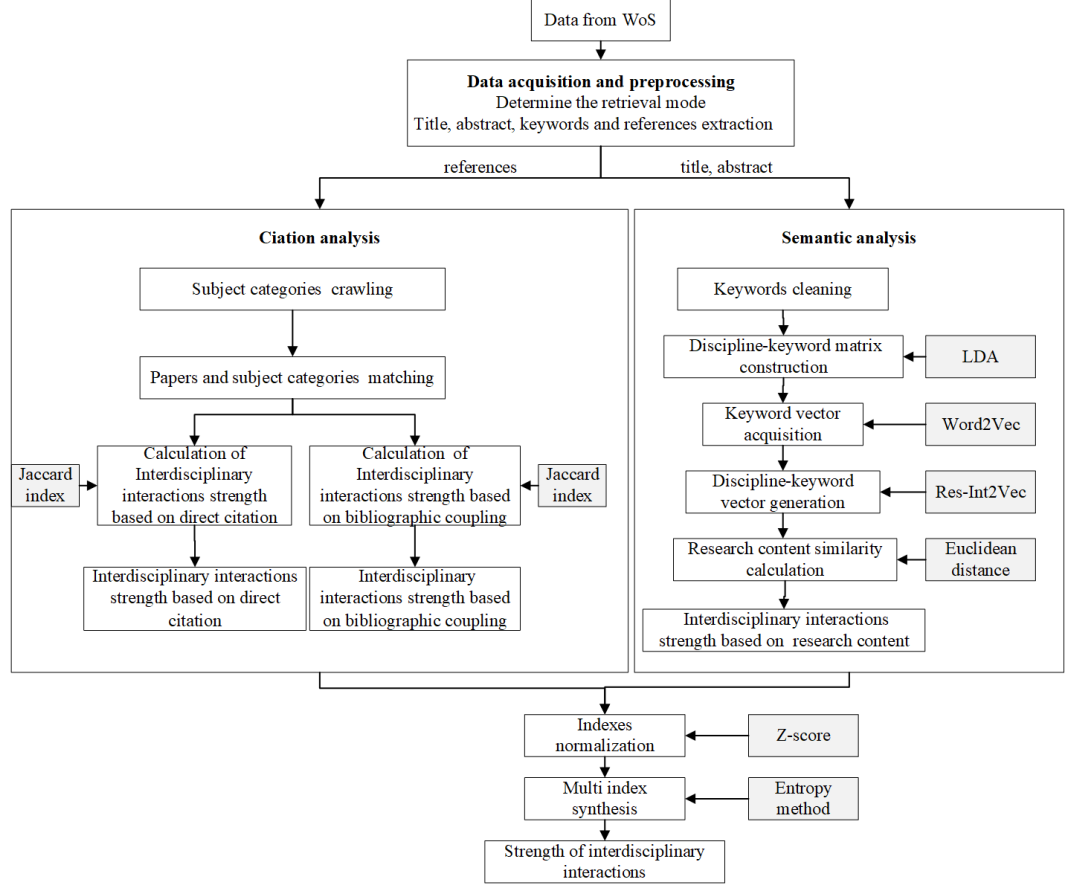 Data from WoS
Data acquisition and preprocessing
Determine the retrieval mode
Title, abstract, keywords and references extraction
references
title, abstract
Ciation analysis
Subject categories crawling
Papers and subject categories matching
Jaccard
index
Calculation of
Interdisciplinary
interactions strength
based on direct citation
Calculation of
Interdisciplinary
interactions strength based
on bibliographic coupling
Jaccard
index
Interdisciplinary interactions
strength based on direct
citation
Interdisciplinary
interactions strength based
on bibliographic coupling
Semantic analysis
Keywords cleaning
Discipline-keyword matrix
construction
LDA
Keyword vector
acquisition
Word2Vec
Discipline-keyword
vector generation
Res-Int2Vec
Research content similarity
calculation
Euclidean
distance
Interdisciplinary interactions
strength based on research content
Indexes
normalization
Z-score
Multi index
synthesis
Entropy
method
Strength of interdisciplinary
interactions